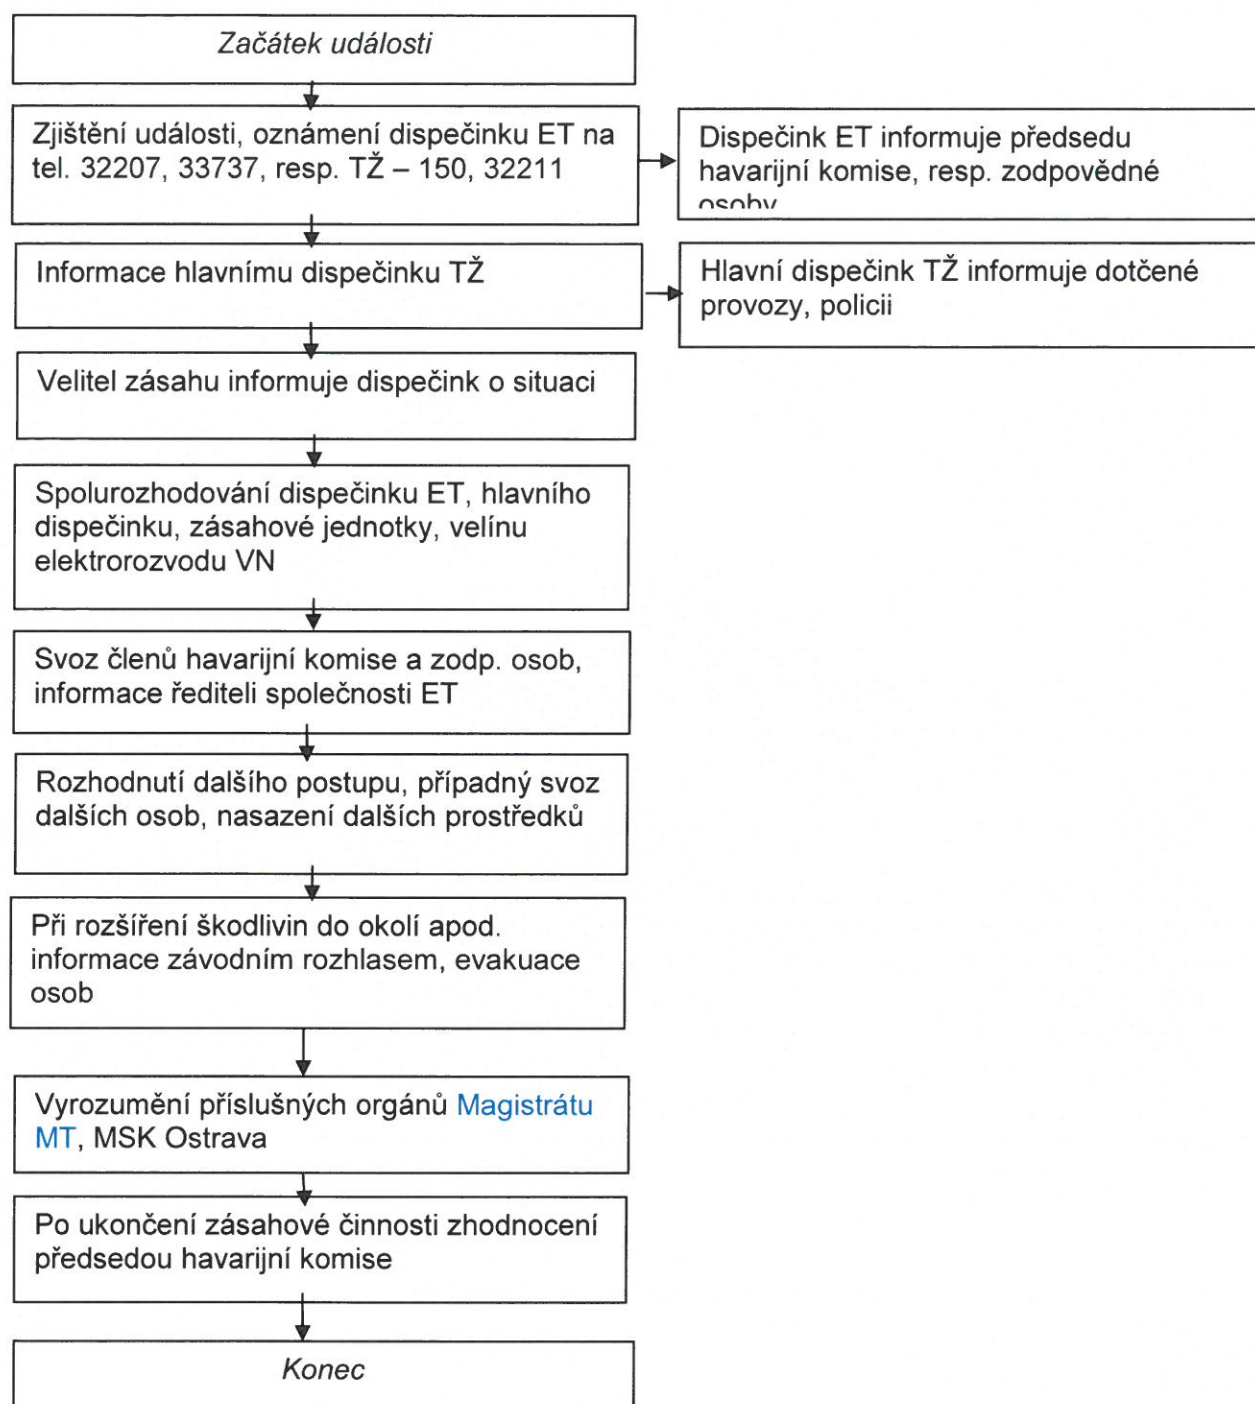 Začátek události
Zjištění události, oznámení dispečinku ET na
tel. 32207, 33737, resp. TŽ – 150, 32211
Dispečink ET informuje předsedu
havarijní komise, resp. zodpovědné
osoby
Informace hlavnímu dispečinku TŽ
Hlavní dispečink TŽ informuje dotčené
provozy, policii
Velitel zásahu informuje dispečink o situaci
Spolurozhodování dispečinku ET, hlavního
dispečinku, zásahové jednotky, velínu
elektrorozvodu VN
Svoz členů havarijní komise a zodp. osob,
informace řediteli společnosti ET
Rozhodnutí dalšího postupu, případný svoz
dalších osob, nasazení dalších prostředků
Při rozšíření škodlivin do okolí apod.
informace závodním rozhlasem, evakuace
osob
Vyrozumění příslušných orgánů Magistrátu
MT, MSK Ostrava
Po ukončení zásahové činnosti zhodnocení
předsedou havarijní komise
Konec